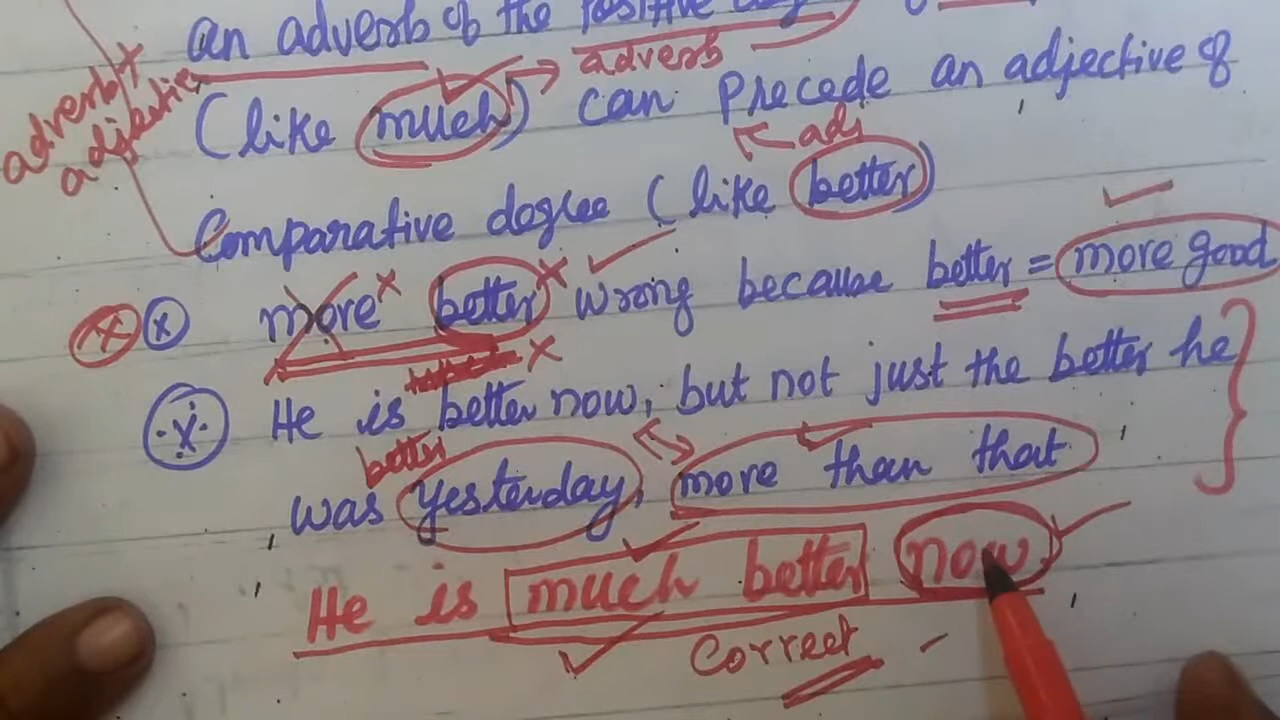 an adverb of the Positive
adverb
adverb +
adjective
(like much) can precede an adjective of
adj
Comparative degree (like better)
x more x better x wrong because better = more good
x
He is better now, but not just the better he
better
was yesterday, more than that
He is much better now
Correct